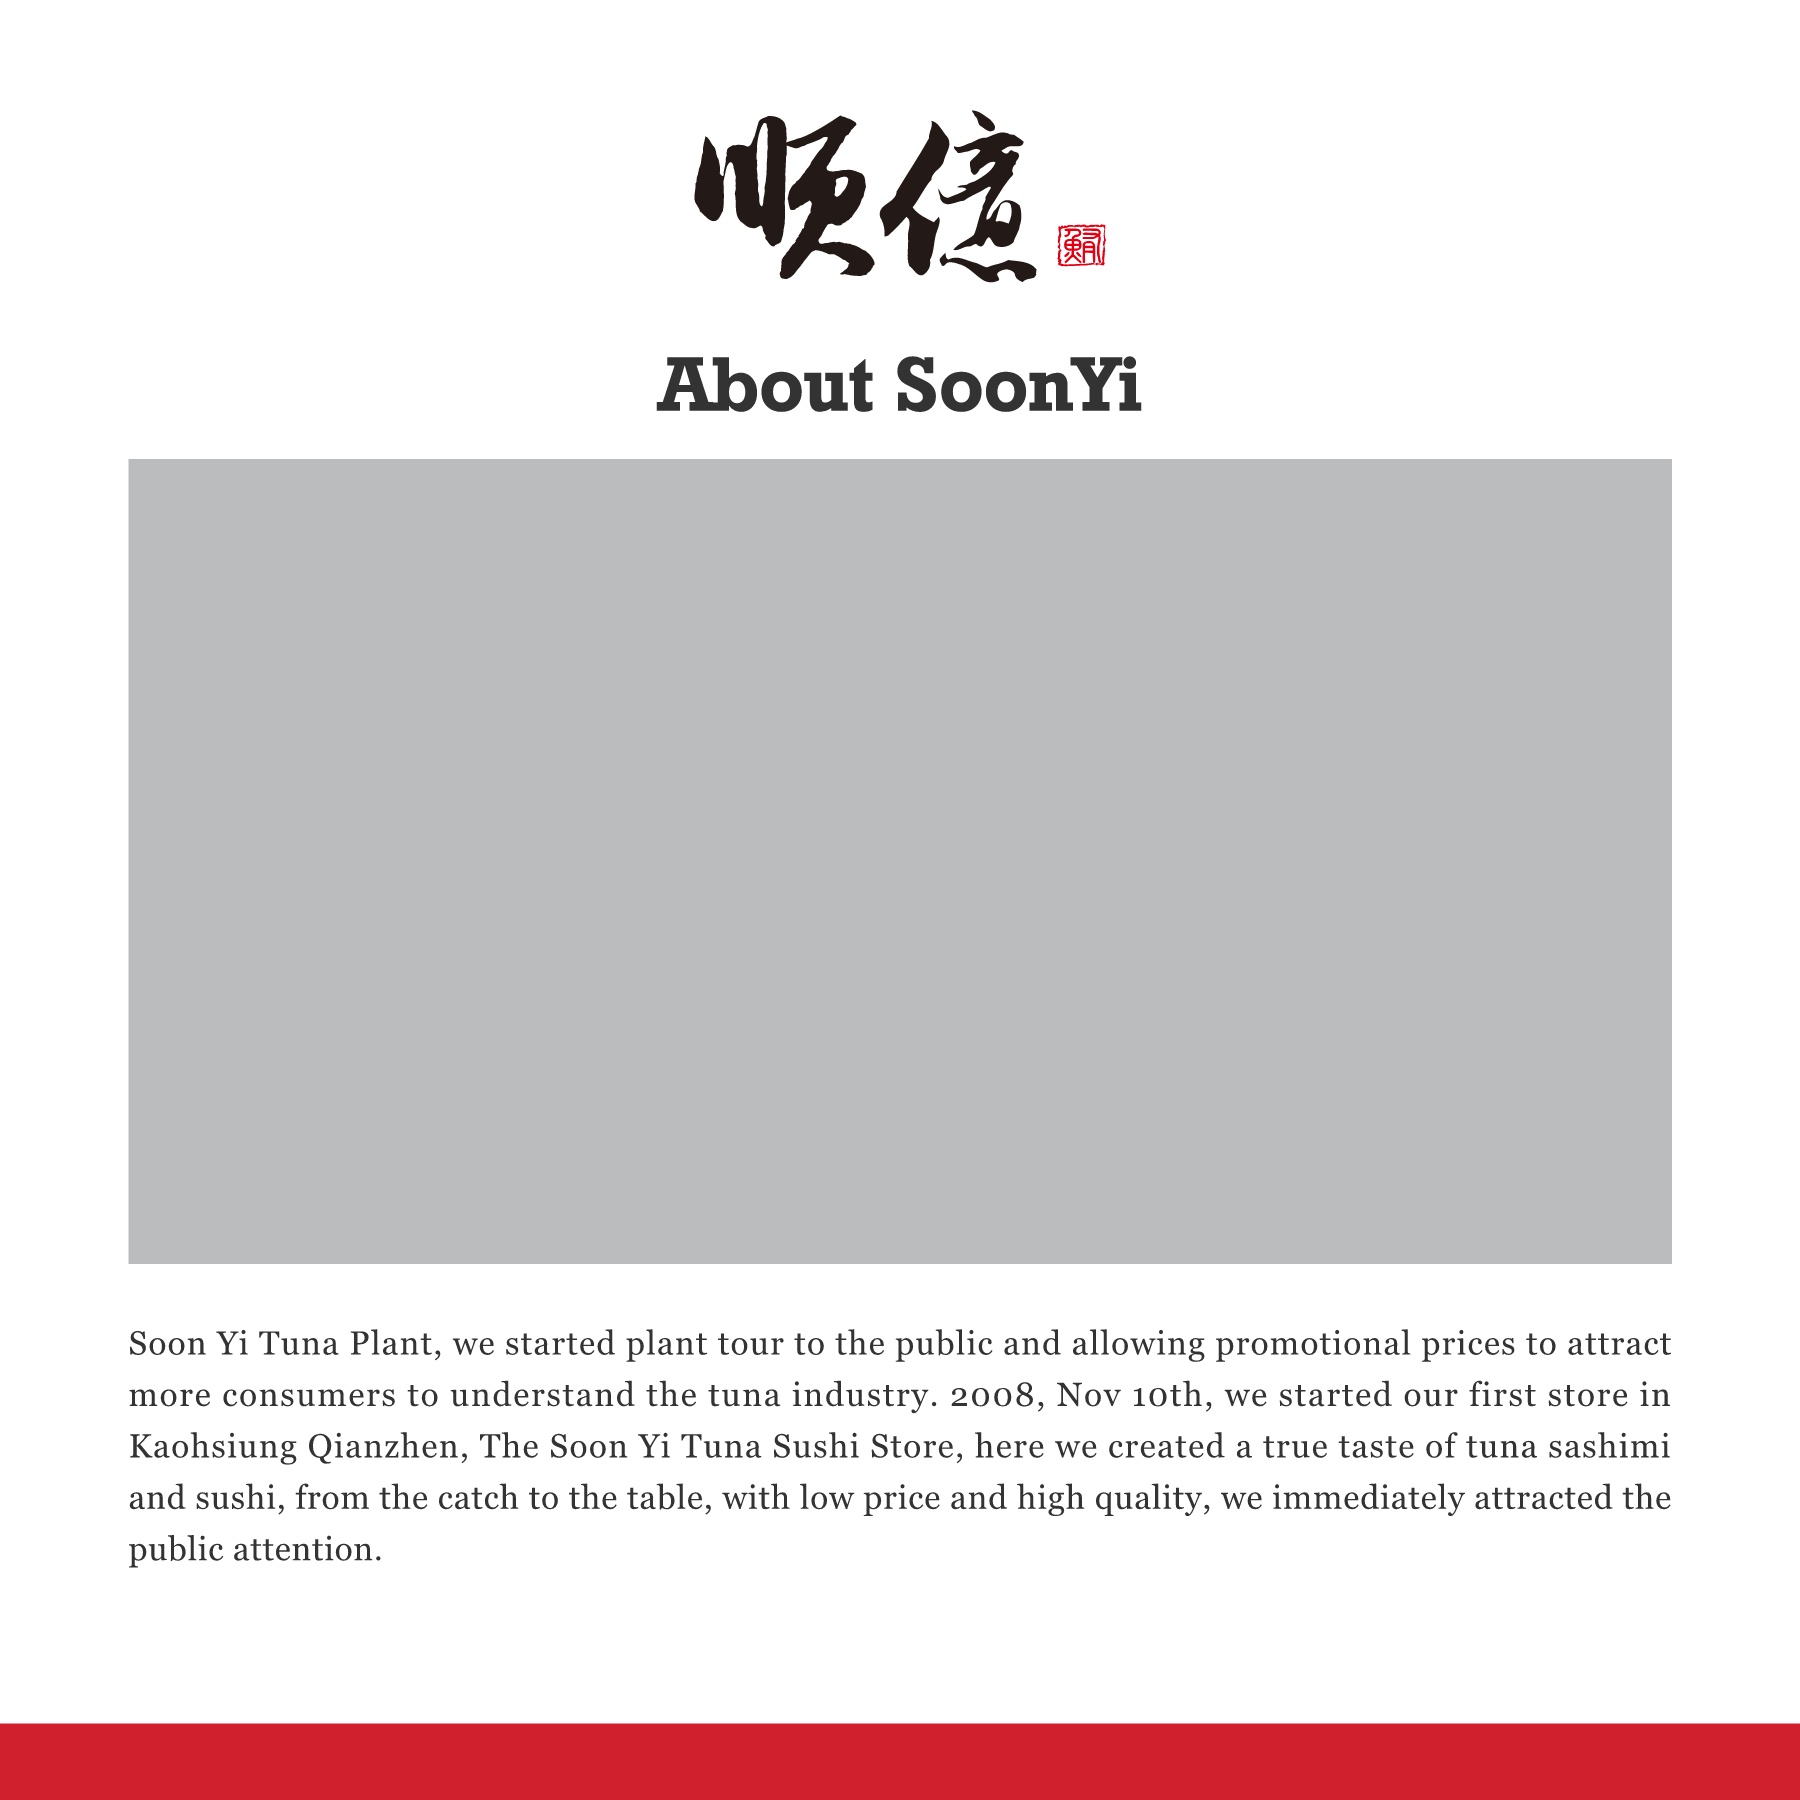 順億
About SoonYi
Soon Yi Tuna Plant, we started plant tour to the public and allowing promotional prices to attract
more consumers to understand the tuna industry. 2008, Nov 10th, we started our first store in
Kaohsiung Qianzhen, The Soon Yi Tuna Sushi Store, here we created a true taste of tuna sashimi
and sushi, from the catch to the table, with low price and high quality, we immediately attracted the
public attention.